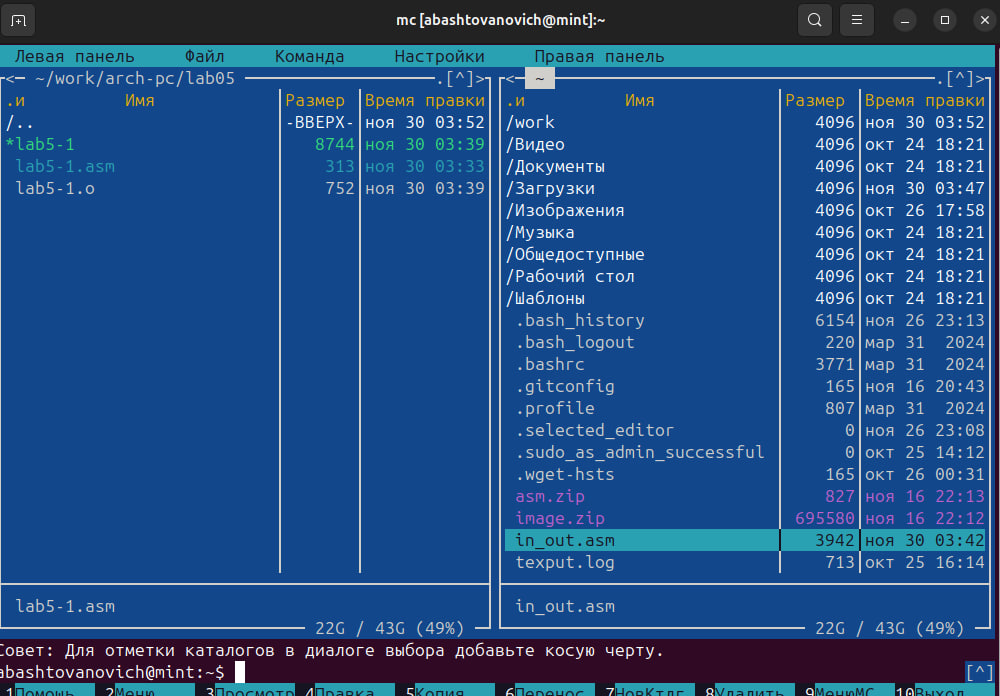 mc [abashtovanovich@mint]:~
Левая панель Файл Команда Настройки Правая панель
<─ ~/work/arch-pc/lab05 ─.[^]>
.и Имя Размер Время правки
/.. -ВВЕРХ- ноя 30 03:52
*lab5-1 8744 ноя 30 03:39
lab5-1.asm 313 ноя 30 03:33
lab5-1.o 752 ноя 30 03:39
lab5-1.asm
22G / 43G (49%)
<─ ~ ─.[^]>
.и Имя Размер Время правки
/work 4096 ноя 30 03:52
/Видео 4096 окт 24 18:21
/Документы 4096 окт 24 18:21
/Загрузки 4096 ноя 30 03:47
/Изображения 4096 окт 26 17:58
/Музыка 4096 окт 24 18:21
/Общедоступные 4096 окт 24 18:21
/Рабочий стол 4096 окт 24 18:21
/Шаблоны 4096 окт 24 18:21
.bash_history 6154 ноя 26 23:13
.bash_logout 220 мар 31 2024
.bashrc 3771 мар 31 2024
.gitconfig 165 ноя 16 20:43
.profile 807 мар 31 2024
.selected_editor 0 ноя 26 23:08
.sudo_as_admin_successful 0 окт 25 14:12
.wget-hsts 165 окт 26 00:31
asm.zip 827 ноя 16 22:13
image.zip 695580 ноя 16 22:12
in_out.asm 3942 ноя 30 03:42
texput.log 713 окт 25 16:14
in_out.asm
22G / 43G (49%)
Совет: Для отметки каталогов в диалоге выбора добавьте косую черту.
abashtovanovich@mint:~$ [^]
1Помощь 2Меню 3Просмотр 4Правка 5Копия 6Перенос 7НовКтлг 8Удалить 9МенюMC 10Выход